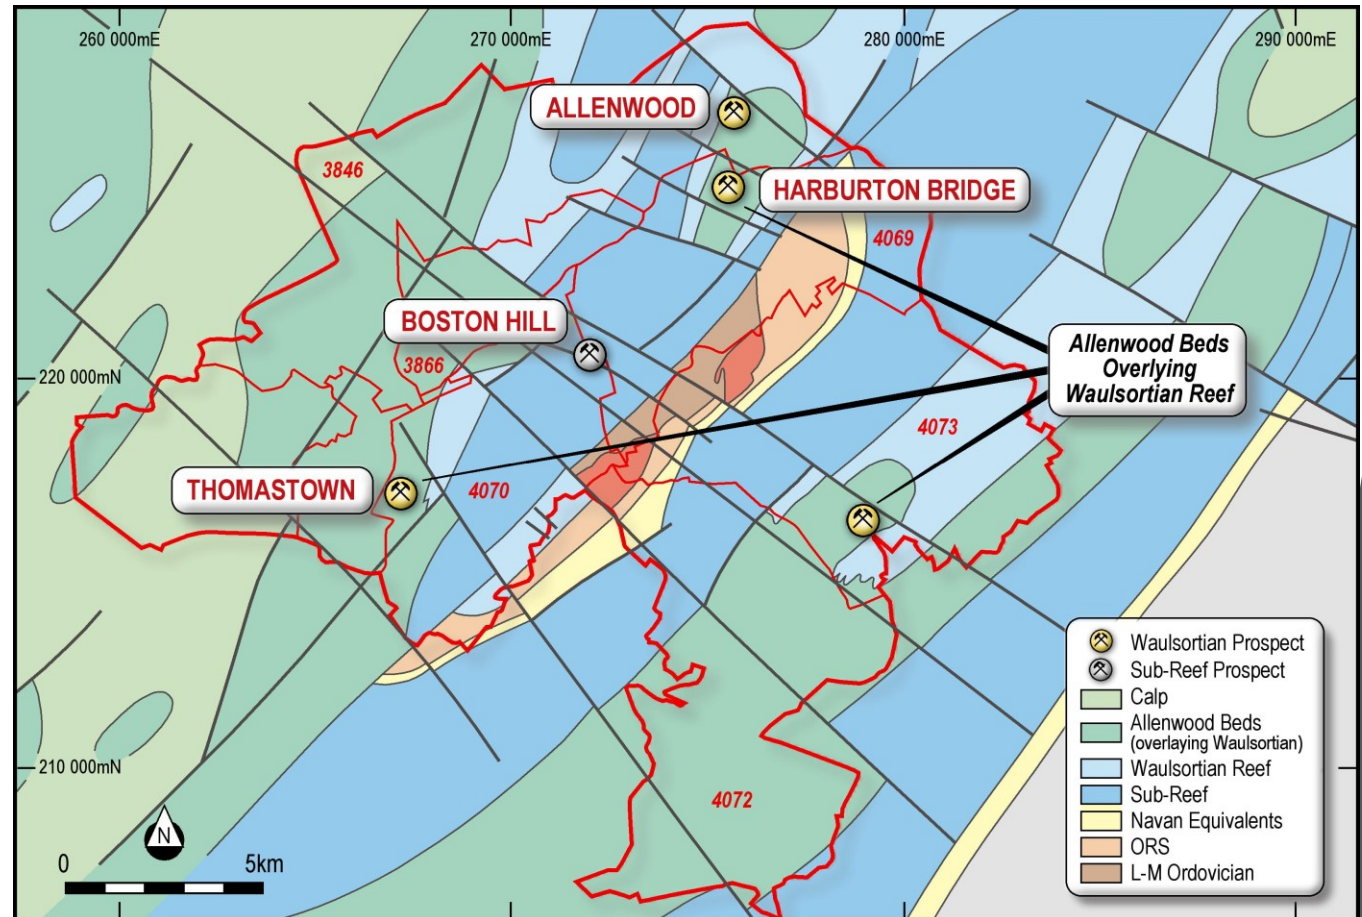 260 000mE
270 000mE
280 000mE
290 000mE
ALLENWOOD
3846
HARBURTON BRIDGE
4069
BOSTON HILL
3866
220 000mN
Allenwood Beds
Overlying
Waulsortian Reef
4073
THOMASTOWN
4070
210 000mN
4072
N
0
5km
Waulsortian Prospect
Sub-Reef Prospect
Calp
Allenwood Beds
(overlaying Waulsortian)
Waulsortian Reef
Sub-Reef
Navan Equivalents
ORS
L-M Ordovician